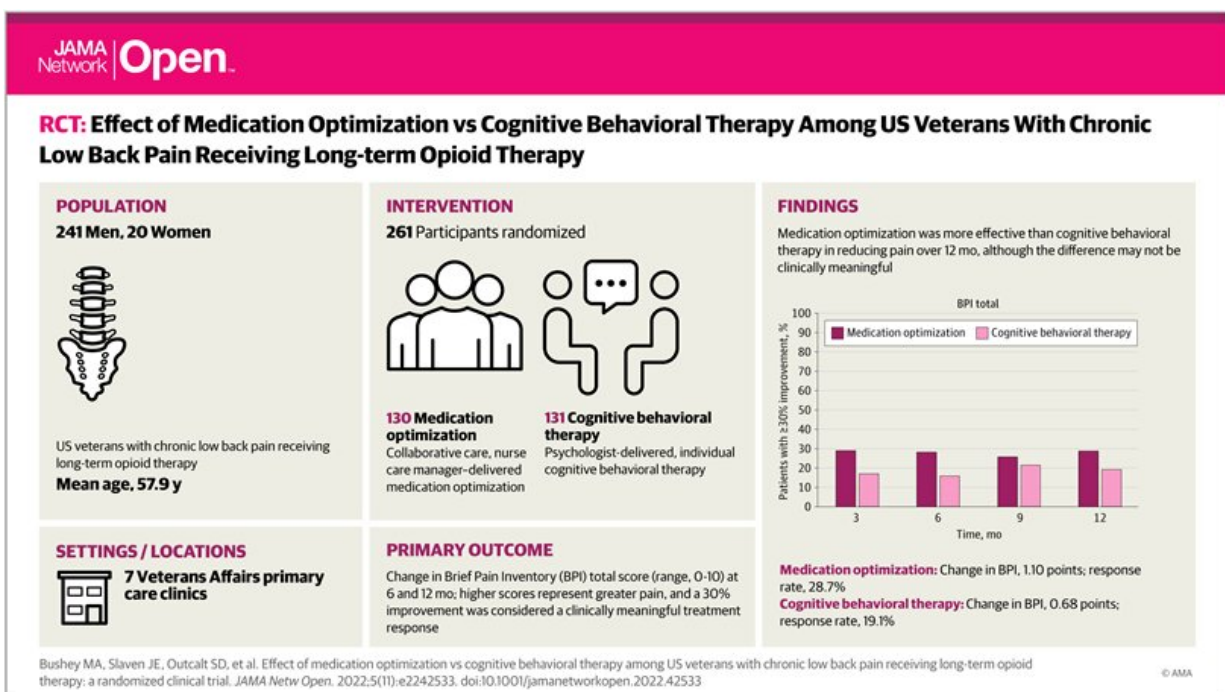 JAMA
Network
Open™
RCT: Effect of Medication Optimization vs Cognitive Behavioral Therapy Among US Veterans With Chronic
Low Back Pain Receiving Long-term Opioid Therapy
POPULATION
241 Men, 20 Women
US veterans with chronic low back pain receiving
long-term opioid therapy
Mean age, 57.9 y
SETTINGS / LOCATIONS
7 Veterans Affairs primary
care clinics
INTERVENTION
261 Participants randomized
130 Medication
optimization
Collaborative care, nurse
care manager–delivered
medication optimization
131 Cognitive behavioral
therapy
Psychologist-delivered, individual
cognitive behavioral therapy
PRIMARY OUTCOME
Change in Brief Pain Inventory (BPI) total score (range, 0-10) at
6 and 12 mo; higher scores represent greater pain, and a 30%
improvement was considered a clinically meaningful treatment
response
FINDINGS
Medication optimization was more effective than cognitive behavioral
therapy in reducing pain over 12 mo, although the difference may not be
clinically meaningful
BPI total
Medication optimization
Cognitive behavioral therapy
Patients with ≥30% improvement, %
100
90
80
70
60
50
40
30
20
10
0
3
6
9
12
Time, mo
Medication optimization: Change in BPI, 1.10 points; response
rate, 28.7%
Cognitive behavioral therapy: Change in BPI, 0.68 points;
response rate, 19.1%
Bushey MA, Slaven JE, Outcalt SD, et al. Effect of medication optimization vs cognitive behavioral therapy among US veterans with chronic low back pain receiving long-term opioid
therapy: a randomized clinical trial. JAMA Netw Open. 2022;5(11):e2242533. doi:10.1001/jamanetworkopen.2022.42533
© AMA